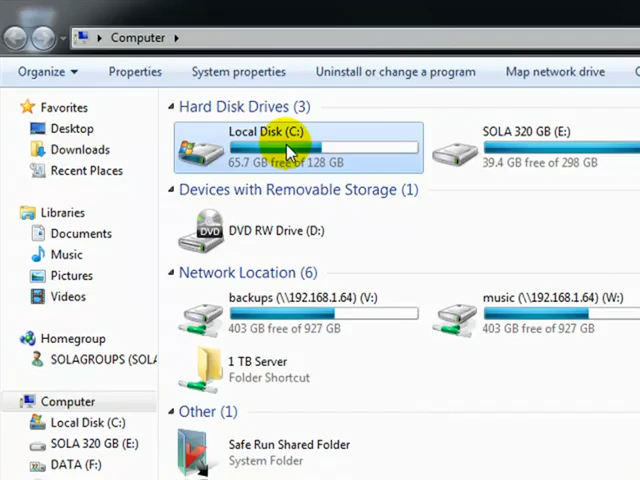 Computer
Organize Properties System properties Uninstall or change a program Map network drive
Favorites
Desktop
Downloads
Recent Places
Libraries
Documents
Music
Pictures
Videos
Homegroup
SOLAGROUPS (SOLA
Computer
Local Disk (C:)
SOLA 320 GB (E:)
DATA (F:)
Hard Disk Drives (3)
Local Disk (C:)
65.7 GB free of 128 GB
SOLA 320 GB (E:)
39.4 GB free of 298 GB
Devices with Removable Storage (1)
DVD
DVD RW Drive (D:)
Network Location (6)
backups (\\192.168.1.64) (V:)
403 GB free of 927 GB
music (\\192.168.1.64) (W:)
403 GB free of 927 GB
1 TB Server
Folder Shortcut
Other (1)
Safe Run Shared Folder
System Folder